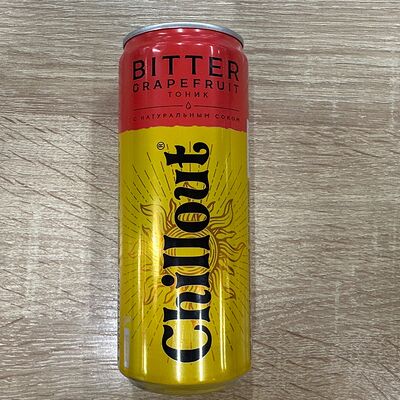 BITTER
GRAPEFRUIT
ТОНИК
С НАТУРАЛЬНЫМ СОКОМ
Chillout®